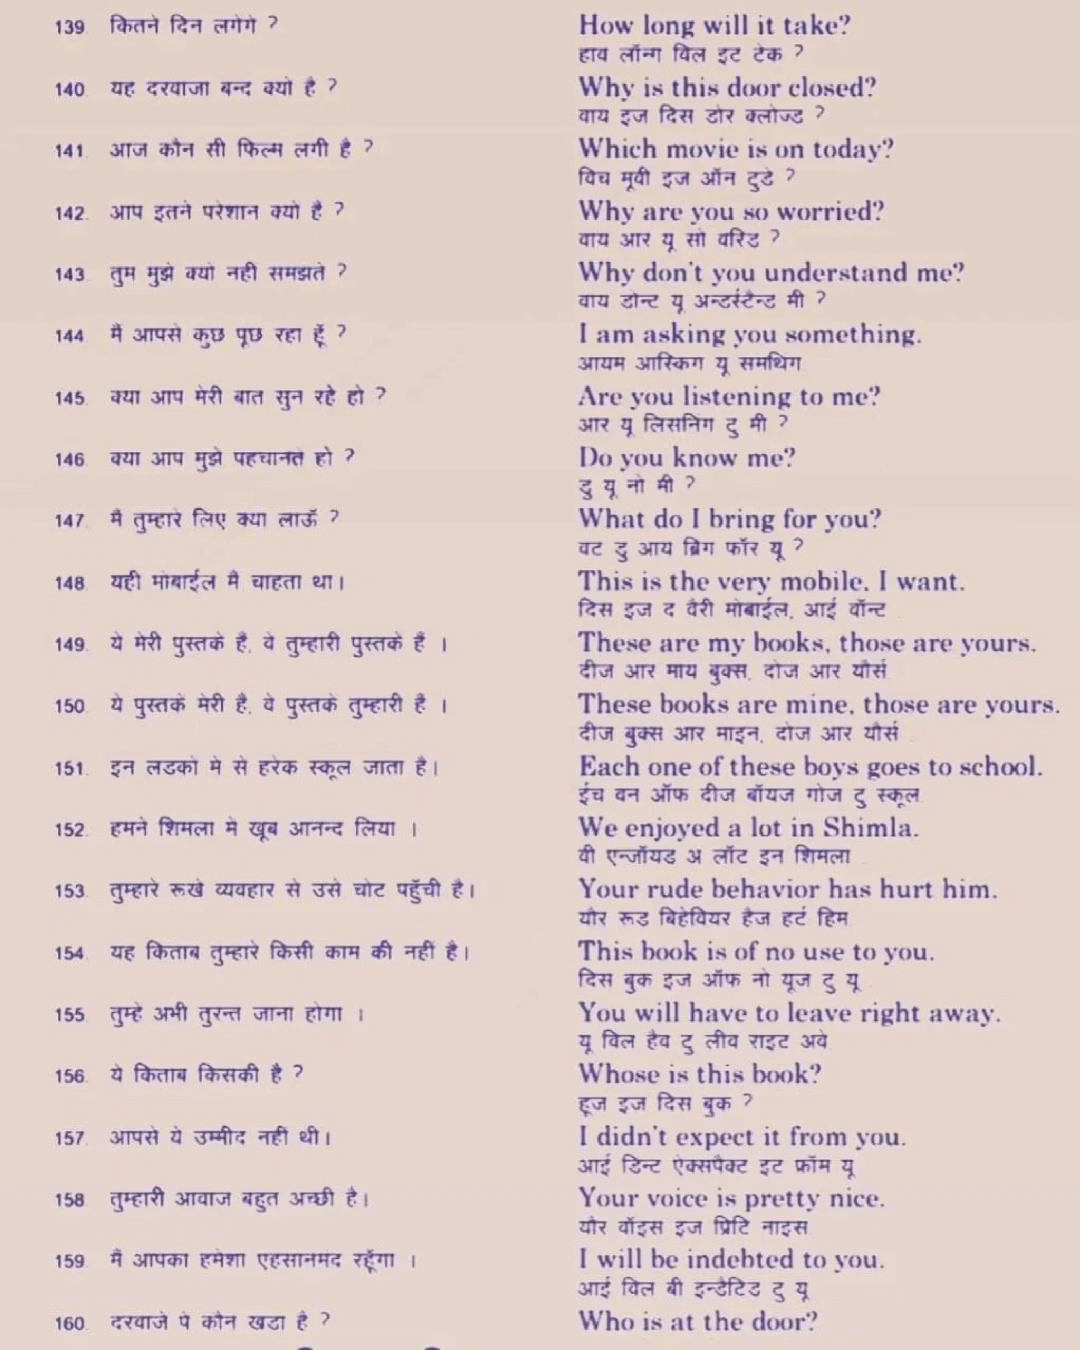 139. कितने दिन लगेगे ? How long will it take?
हाव लॉन्ग विल इट टेक ?
140. यह दरवाजा बन्द क्यो है ? Why is this door closed?
वाय इज दिस डोर क्लोज्ड ?
141. आज कौन सी फिल्म लगी है ? Which movie is on today?
विच मूवी इज ऑन टुडे ?
142. आप इतने परेशान क्यो है ? Why are you so worried?
वाय आर यू सो वरिड ?
143. तुम मुझे क्यो नही समझते ? Why don't you understand me?
वाय डोन्ट यू अन्डर्स्टैन्ड मी ?
144. मैं आपसे कुछ पूछ रहा हूँ ? I am asking you something.
आयम आस्किग यू समथिग
145. क्या आप मेरी बात सुन रहे हो ? Are you listening to me?
आर यू लिसनिग टु मी ?
146. क्या आप मुझे पहचानते हो ? Do you know me?
डु यू नो मी ?
147. मै तुम्हारे लिए क्या लाऊॅ ? What do I bring for you?
वट डु आय ब्रिग फॉर यू ?
148. यही मोबाईल मै चाहता था। This is the very mobile, I want.
दिस इज द वैरी मोबाईल, आई वॉन्ट
149. ये मेरी पुस्तके है, वे तुम्हारी पुस्तके है । These are my books, those are yours.
दीज आर माय बुक्स, दोज आर यौर्स
150. ये पुस्तके मेरी है, वे पुस्तके तुम्हारी है । These books are mine, those are yours.
दीज बुक्स आर माइन, दोज आर यौर्स
151. इन लडको मे से हरेक स्कूल जाता है। Each one of these boys goes to school.
ईच वन ऑफ दीज बॉयज गोज टु स्कूल
152. हमने शिमला मे खूब आनन्द लिया । We enjoyed a lot in Shimla.
वी एन्जॉयड अ लॉट इन शिमला
153. तुम्हारे रूखे व्यवहार से उसे चोट पहुँची है। Your rude behavior has hurt him.
यौर रूड बिहेवियर हैज हर्ट हिम
154. यह किताब तुम्हारे किसी काम की नहीं है। This book is of no use to you.
दिस बुक इज ऑफ नो यूज टु यू
155. तुम्हे अभी तुरन्त जाना होगा । You will have to leave right away.
यू विल हैव टु लीव राइट अवे
156. ये किताब किसकी है ? Whose is this book?
हूज इज दिस बुक ?
157. आपसे ये उम्मीद नही थी। I didn't expect it from you.
आई डिन्ट ऐक्सपैक्ट इट फ्रॉम यू
158 तुम्हारी आवाज बहुत अच्छी है। Your voice is pretty nice.
यौर वॉइस इज प्रिटि नाइस
159. मै आपका हमेशा एहसानमंद रहूँगा । I will be indebted to you.
आई विल बी इन्डैटिड टु यू
160. दरवाजे पे कौन खडा है ? Who is at the door?